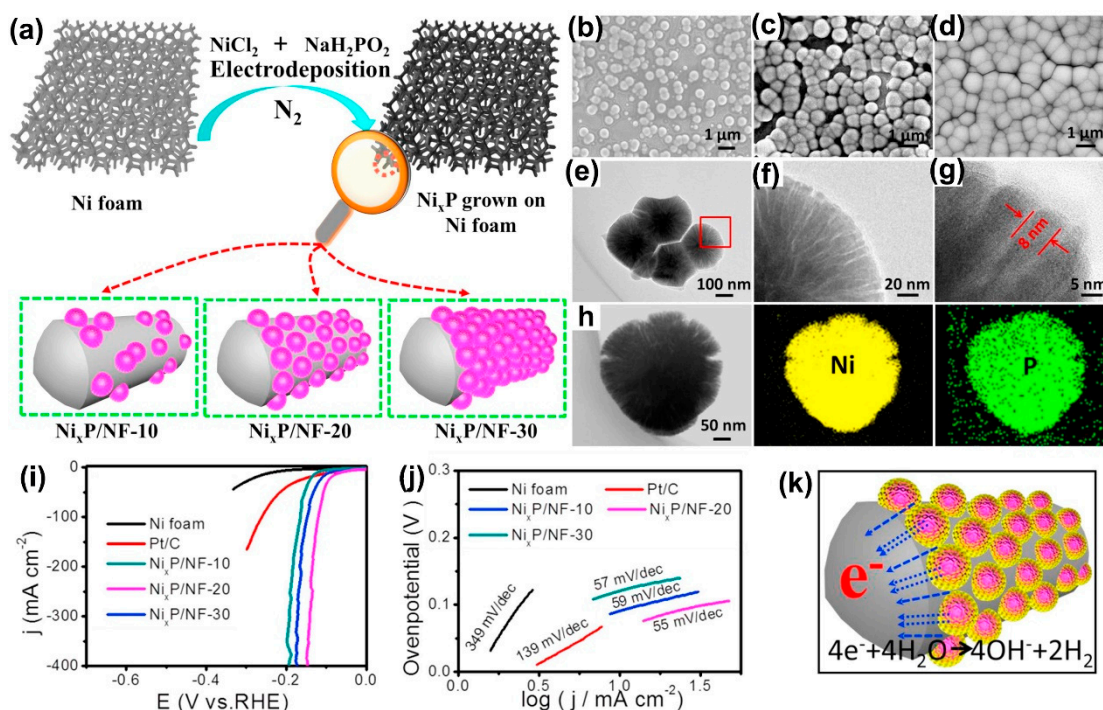 (a)
NiCl2 + NaH2PO2
Electrodeposition
N2
Ni foam
NixP grown on
Ni foam
NixP/NF-10
NixP/NF-20
NixP/NF-30
(b)
1 μm
(c)
1 μm
(d)
1 μm
(e)
100 nm
(f)
20 nm
(g)
8 nm
5 nm
(h)
50 nm
Ni
P
(i)
j (mA cm-2)
0
-100
-200
-300
-400
Ni foam
Pt/C
NixP/NF-10
NixP/NF-20
NixP/NF-30
-0.6
-0.4
-0.2
0.0
E (V vs.RHE)
(j)
Ovenpotential (V)
0.3
0.2
0.1
0.0
Ni foam
Pt/C
NixP/NF-10
NixP/NF-20
NixP/NF-30
349 mV/dec
139 mV/dec
57 mV/dec
59 mV/dec
55 mV/dec
0.0
0.5
1.0
1.5
log ( j / mA cm-2)
(k)
e-
4e-+4H2O→4OH-+2H2